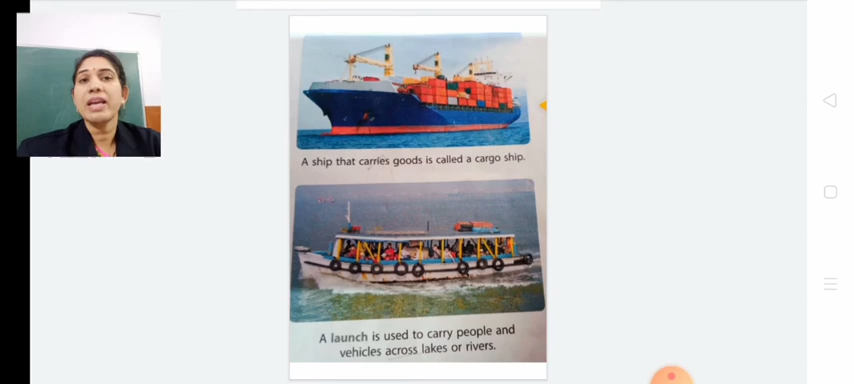 A ship that carries goods is called a cargo ship.
A launch is used to carry people and
vehicles across lakes or rivers.